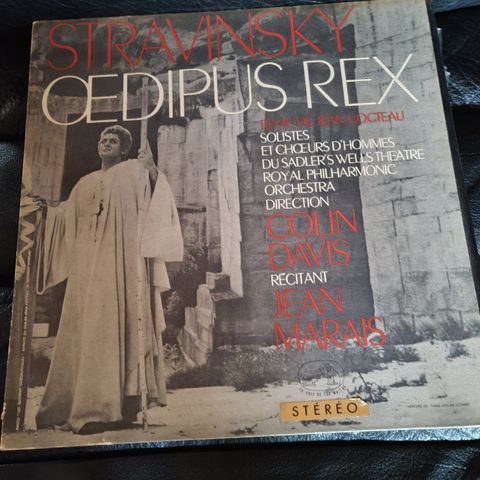 STRAVINSKY
ŒDIPUS REX
TEXTE DE JEAN COCTEAU
SOLISTES
ET CHŒURS D'HOMMES
DU SADLER'S WELLS THEATRE
ROYAL PHILHARMONIC
ORCHESTRA
DIRECTION
COLIN
DAVIS
RÉCITANT
JEAN
MARAIS
STÉRÉO